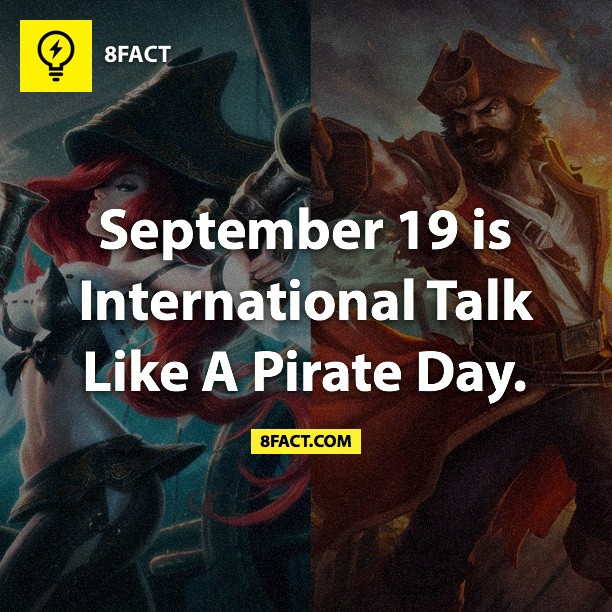 8FACT
September 19 is
International Talk
Like A Pirate Day.
8FACT.COM